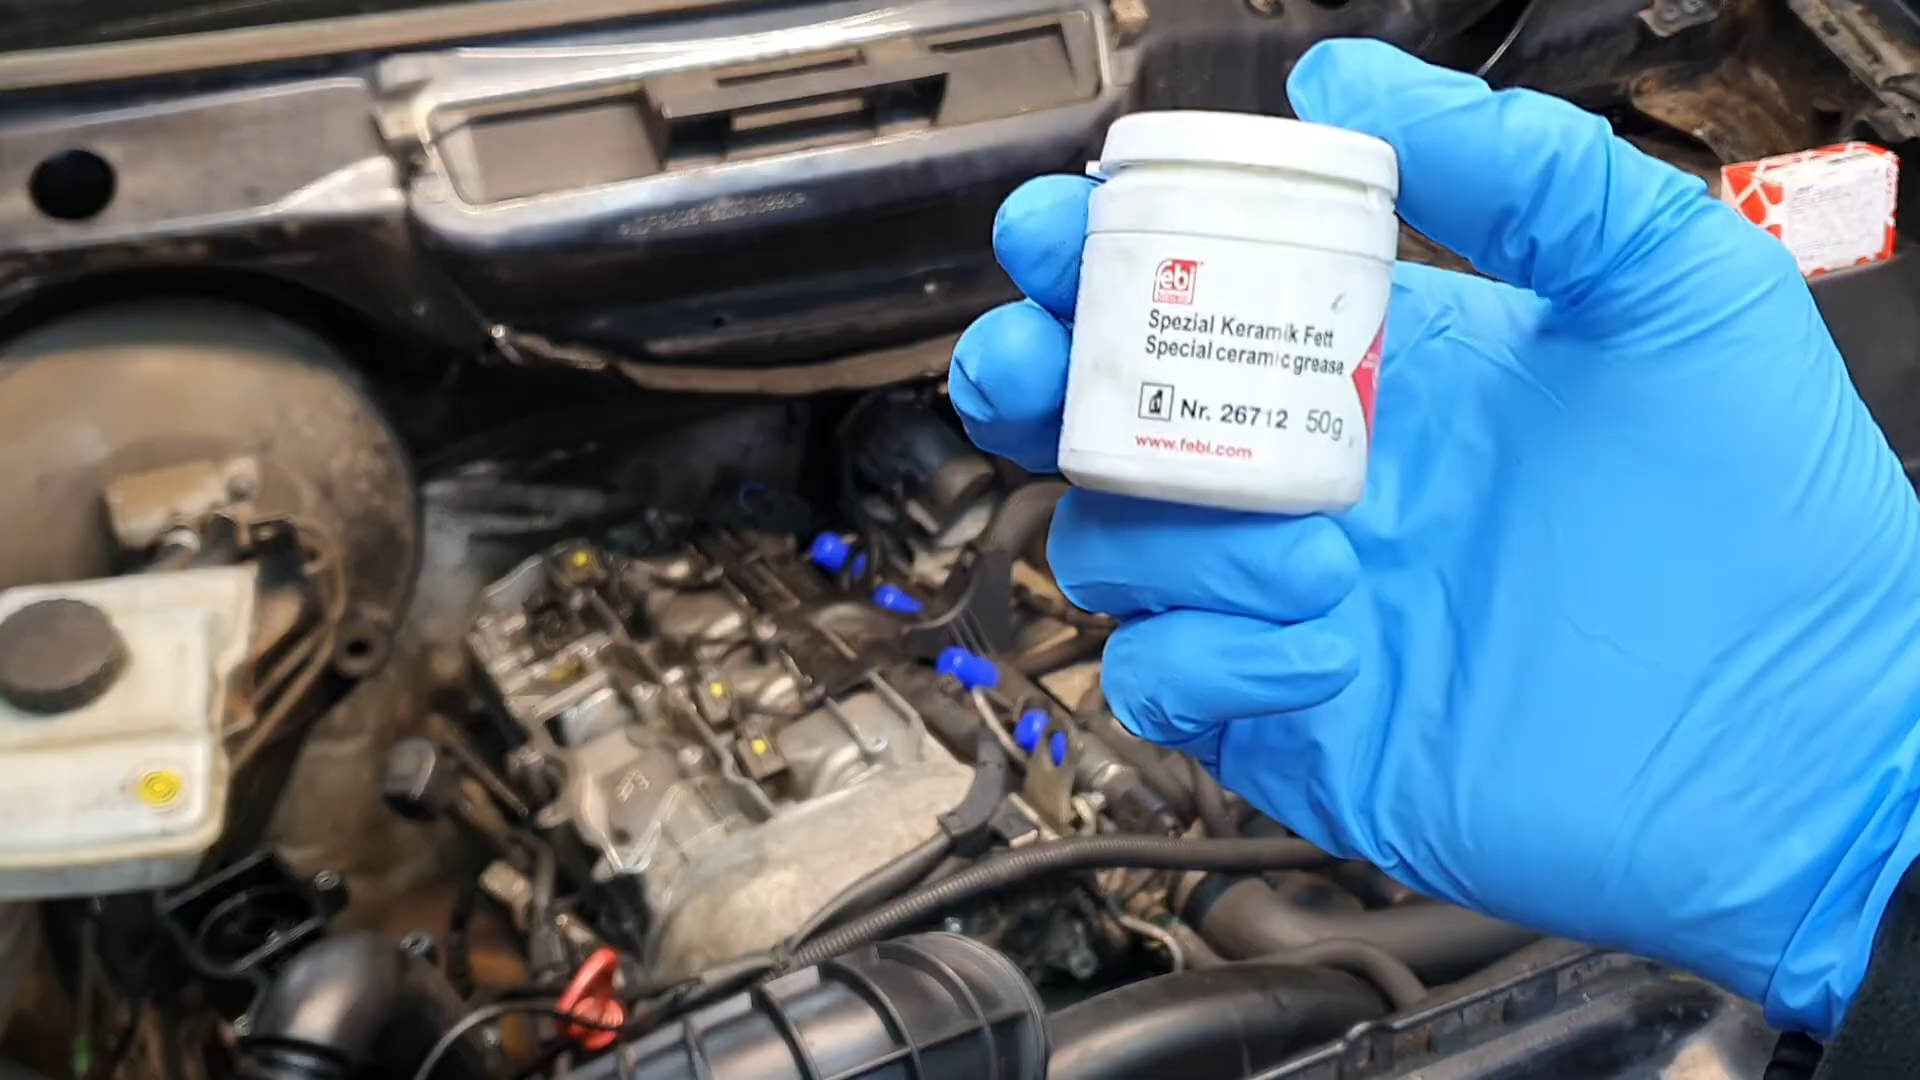 febi
Spezial Keramik Fett
Special ceramic grease
Nr. 26712 50g
www.febi.com